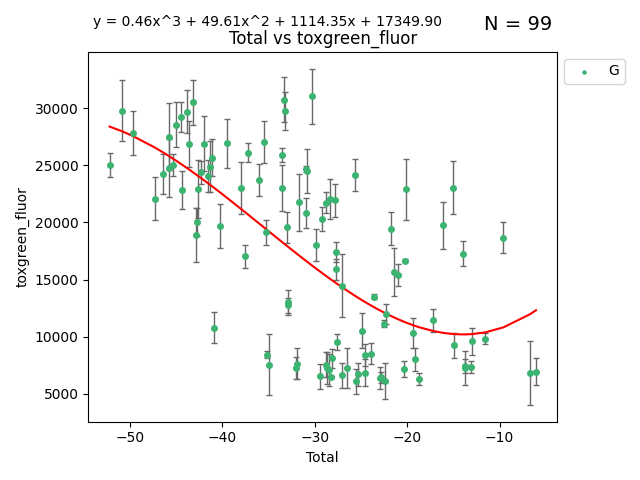 y = 0.46x^3 + 49.61x^2 + 1114.35x + 17349.90
N = 99
Total vs toxgreen_fluor
G
30000
25000
20000
15000
10000
5000
toxgreen_fluor
−50
−40
−30
−20
−10
Total